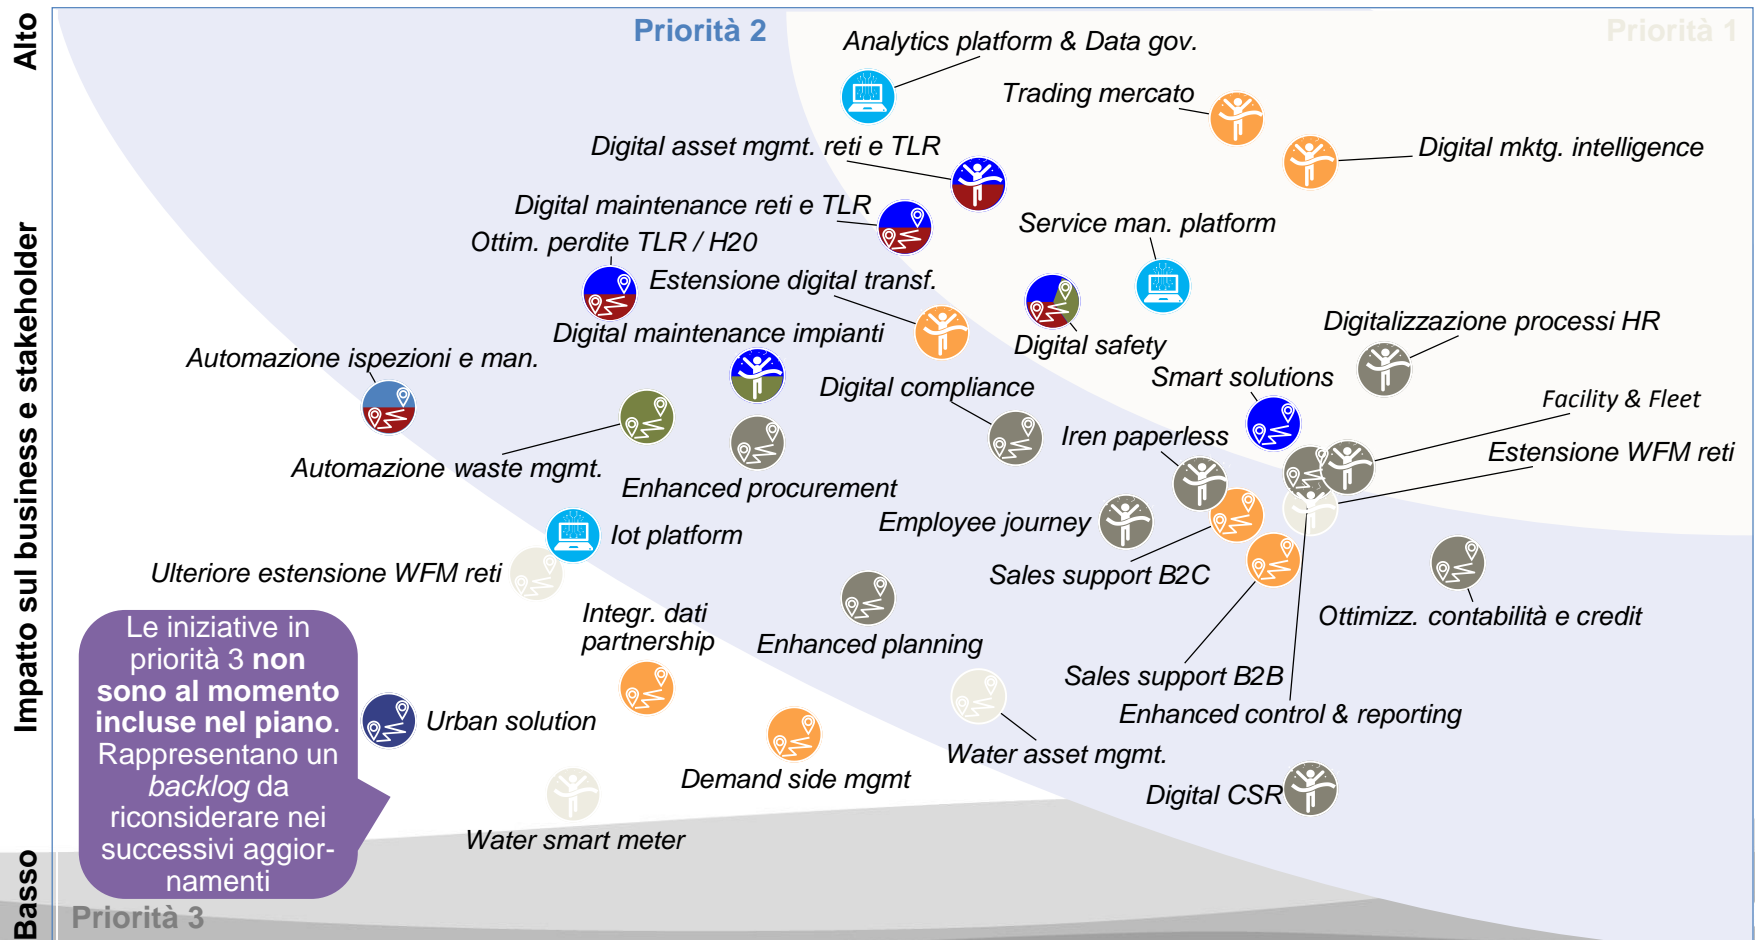 Alto
Priorità 2
Priorità 1
Analytics platform & Data gov.
Trading mercato
Digital asset mgmt. reti e TLR
Digital mktg. intelligence
Digital maintenance reti e TLR
Service man. platform
Ottim. perdite TLR / H20
Estensione digital transf.
Digital maintenance impianti
Digital safety
Digitalizzazione processi HR
Automazione ispezioni e man.
Digital compliance
Smart solutions
Facility & Fleet
Iren paperless
Estensione WFM reti
Automazione waste mgmt.
Enhanced procurement
Employee journey
Iot platform
Ulteriore estensione WFM reti
Sales support B2C
Integr. dati
partnership
Enhanced planning
Ottimizz. contabilità e credit
Sales support B2B
Urban solution
Enhanced control & reporting
Water asset mgmt.
Demand side mgmt
Digital CSR
Water smart meter
Impatto sul business e stakeholder
Le iniziative in
priorità 3 non
sono al momento
incluse nel piano.
Rappresentano un
backlog da
riconsiderare nei
successivi aggior-
namenti
Basso
Priorità 3